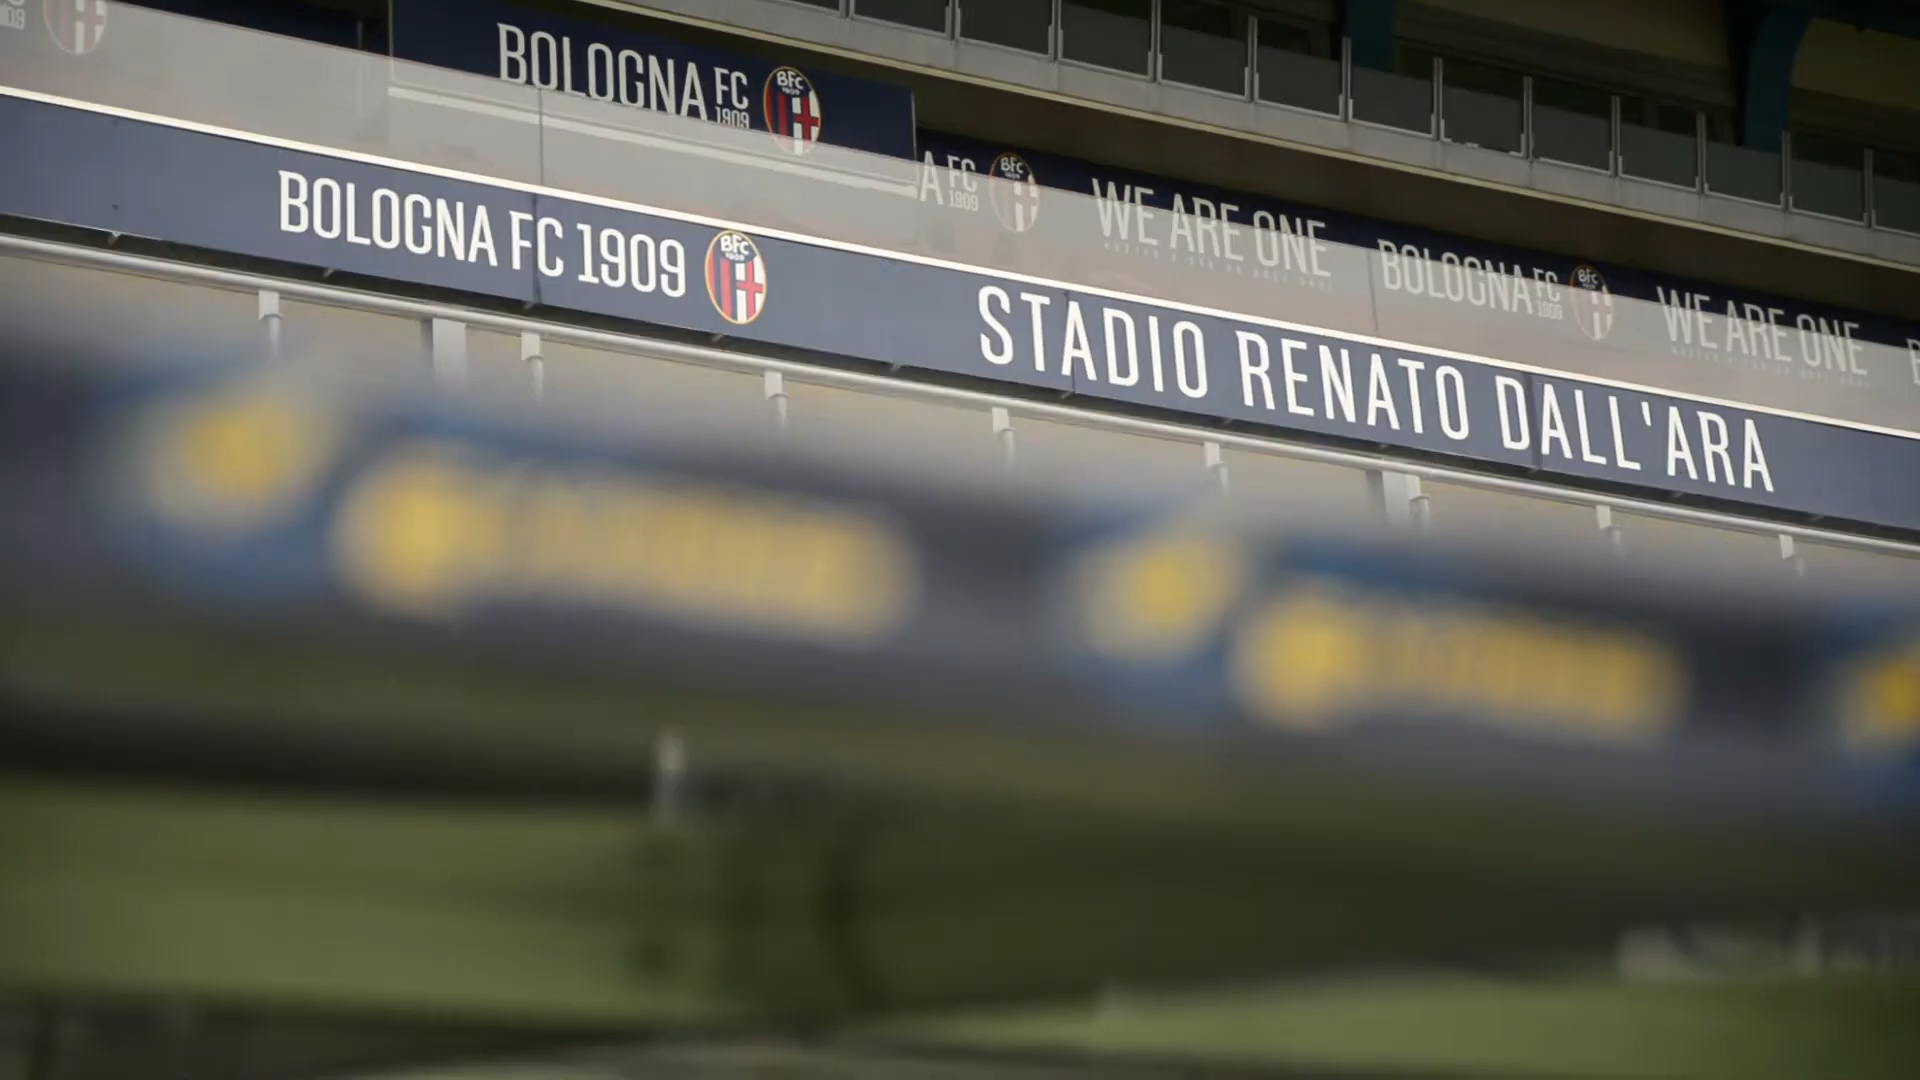 BOLOGNA FC
1909
BFC
1909
A FC
1909
BFC
1909
WE ARE ONE
BOLOGNA FC
1909
BFC
1909
WE ARE ONE
BOLOGNA FC 1909
BFC
1909
STADIO RENATO DALL'ARA